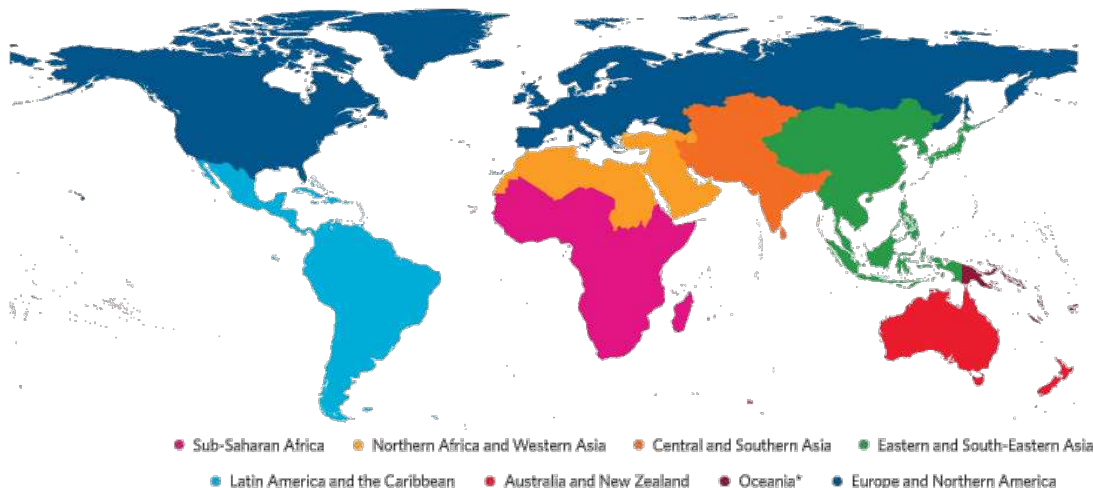 Sub-Saharan Africa Northern Africa and Western Asia Central and Southern Asia Eastern and South-Eastern Asia
Latin America and the Caribbean Australia and New Zealand Oceania* Europe and Northern America